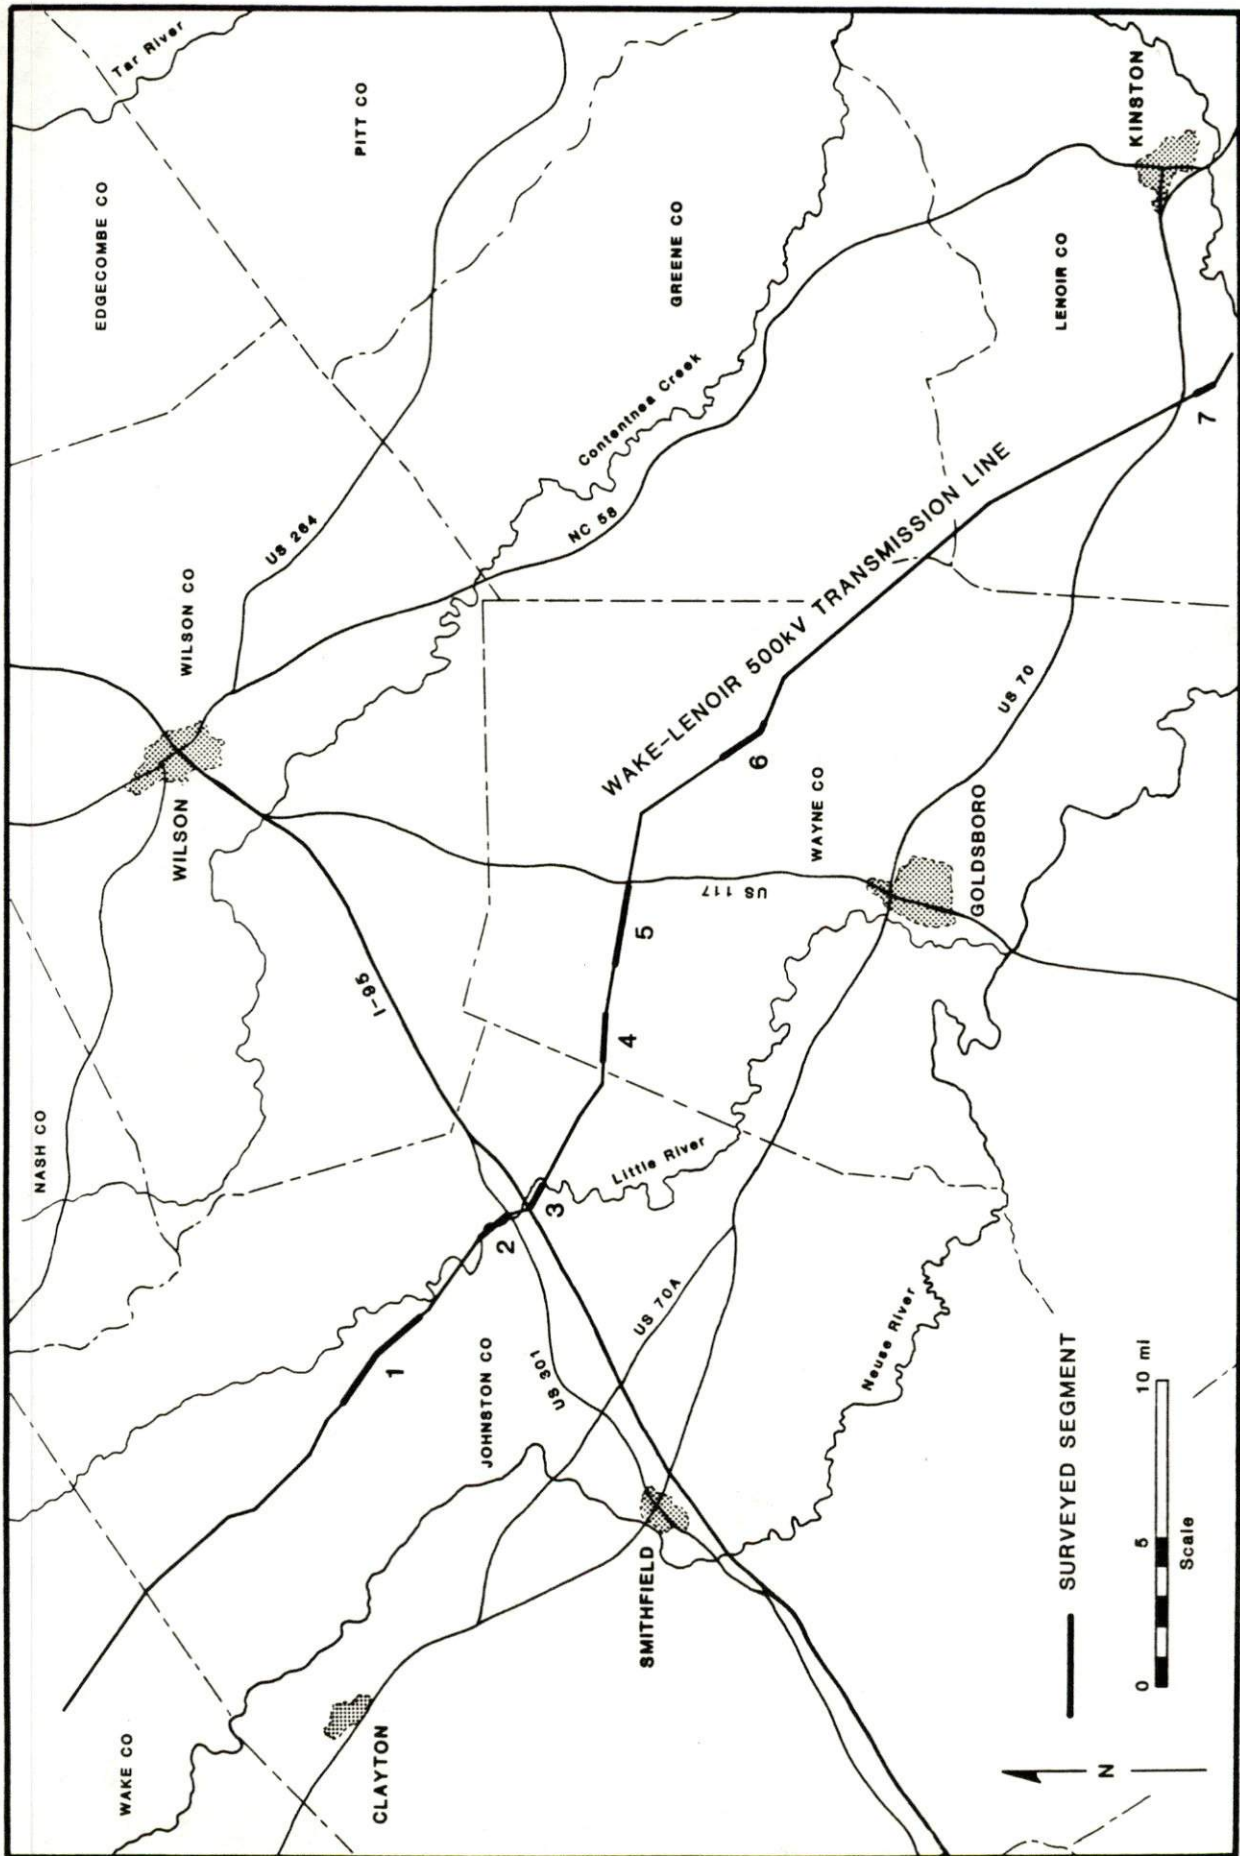 Tar River
EDGECOMBE CO
PITT CO
NASH CO
WILSON CO
US 264
WILSON
Contentnea Creek
GREENE CO
NC 58
KINSTON
LENOIR CO
I-95
WAKE-LENOIR 500kV TRANSMISSION LINE
WAKE CO
1
2
3
4
5
6
7
US 117
WAYNE CO
US 70
GOLDSBORO
Little River
JOHNSTON CO
US 301
US 70A
CLAYTON
SMITHFIELD
Neuse River
SURVEYED SEGMENT
0
5
10 mi
Scale
N